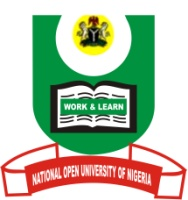 WORK & LEARN
NATIONAL OPEN UNIVERSITY OF NIGERIA